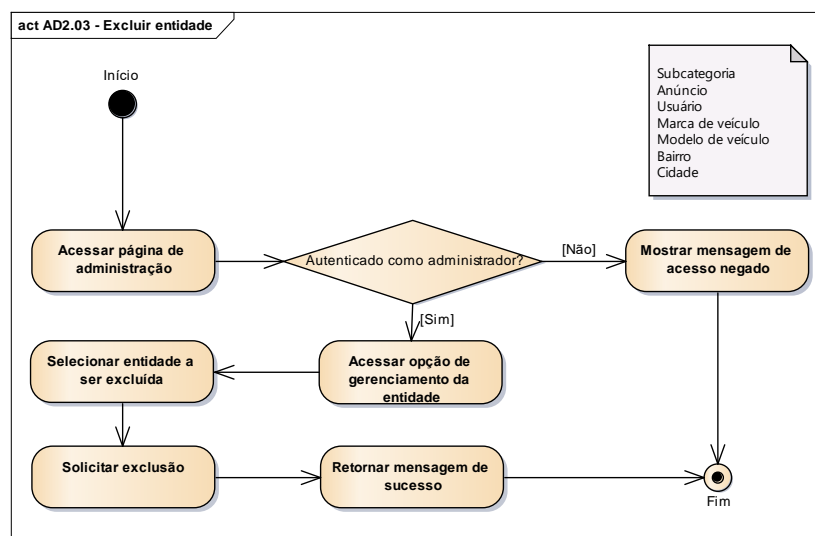 act AD2.03 - Excluir entidade
Início
Subcategoria
Anúncio
Usuário
Marca de veículo
Modelo de veículo
Bairro
Cidade
Acessar página de
administração
Autenticado como administrador?
[Não]
Mostrar mensagem de
acesso negado
[Sim]
Selecionar entidade a
ser excluída
Acessar opção de
gerenciamento da
entidade
Solicitar exclusão
Retornar mensagem de
sucesso
Fim